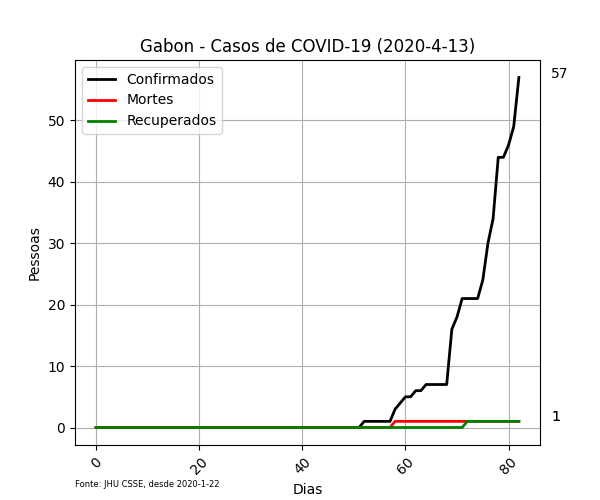 Gabon - Casos de COVID-19 (2020-4-13)
Confirmados
Mortes
Recuperados
57
50
40
30
20
10
0
1
Pessoas
0 20 40 60 80
Dias
Fonte: JHU CSSE, desde 2020-1-22